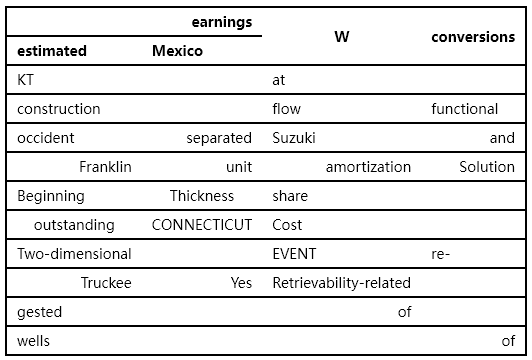 earnings W conversions
estimated Mexico
KT at
construction flow functional
occident separated Suzuki and
Franklin unit amortization Solution
Beginning Thickness share
outstanding CONNECTICUT Cost
Two-dimensional EVENT re-
Truckee Yes Retrievability-related
gested of
wells of